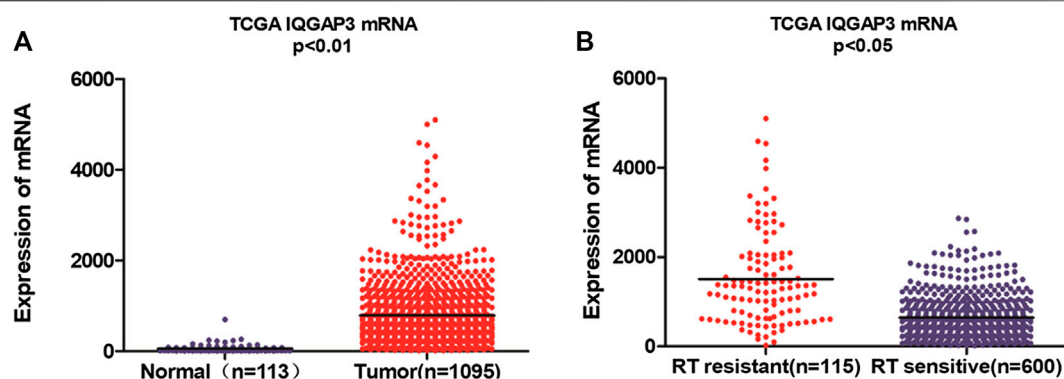 A
TCGA IQGAP3 mRNA
p<0.01
Expression of mRNA
6000
4000
2000
0
Normal（n=113）
Tumor(n=1095)
B
TCGA IQGAP3 mRNA
p<0.05
Expression of mRNA
6000
4000
2000
0
RT resistant(n=115)
RT sensitive(n=600)